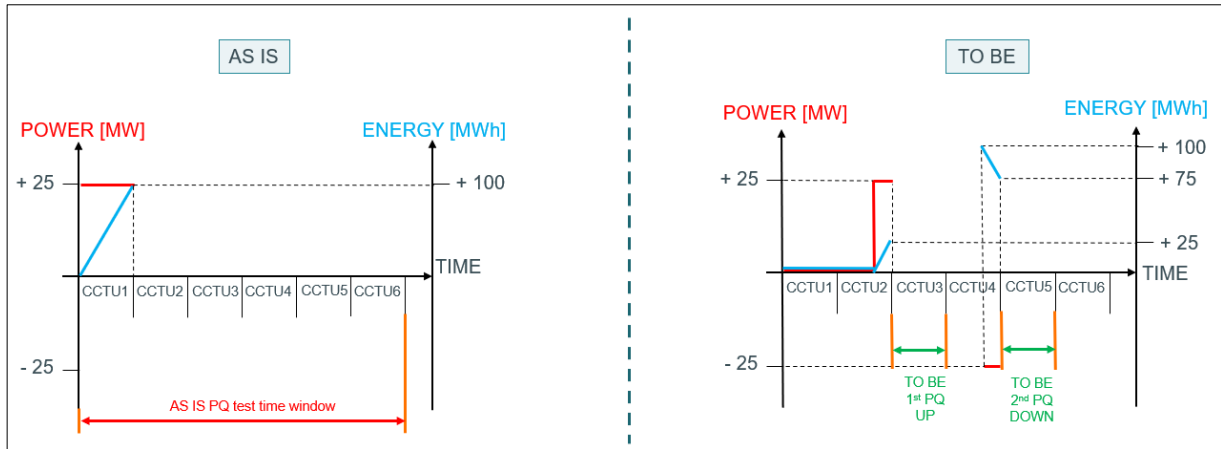 AS IS
POWER [MW]
ENERGY [MWh]
+ 25
+ 100
TIME
CCTU1 CCTU2 CCTU3 CCTU4 CCTU5 CCTU6
- 25
AS IS PQ test time window
TO BE
POWER [MW]
ENERGY [MWh]
+ 100
+ 25
+ 75
+ 25
TIME
CCTU1 CCTU2 CCTU3 CCTU4 CCTU5 CCTU6
- 25
TO BE
1st PQ
UP
TO BE
2nd PQ
DOWN